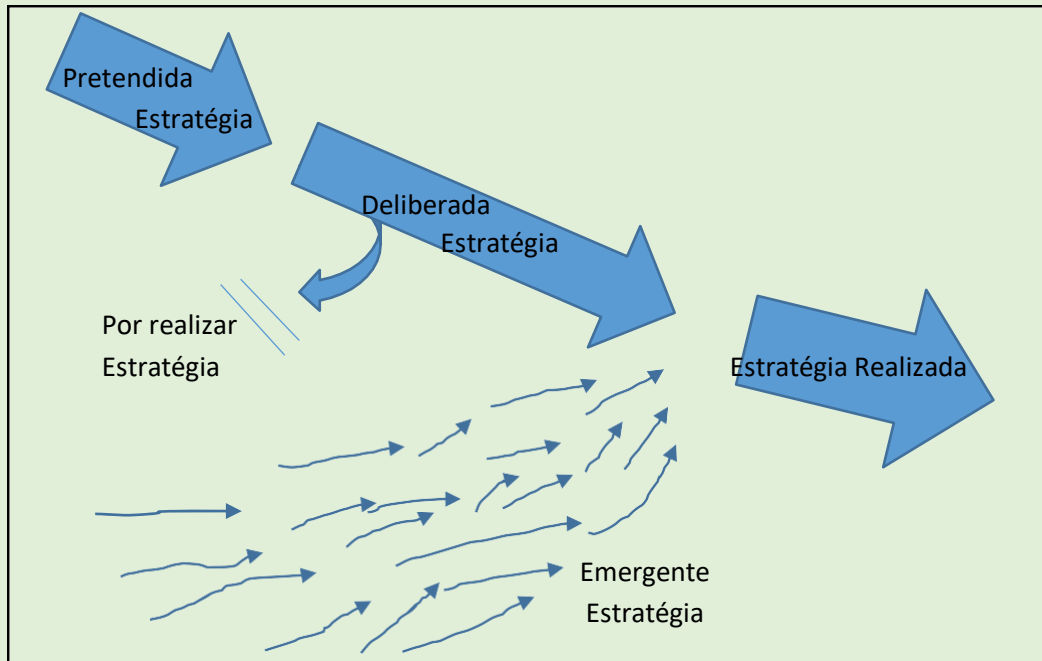 Pretendida
Estratégia
Deliberada
Estratégia
Por realizar
Estratégia
Estratégia Realizada
Emergente
Estratégia